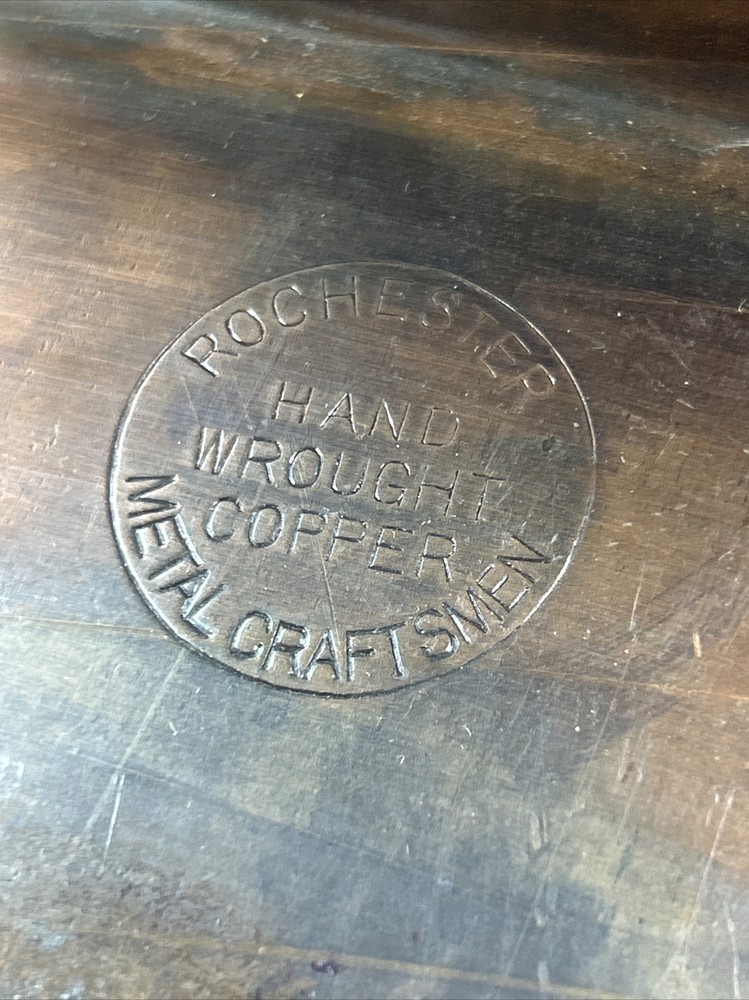 ROCHESTER
HAND
WROUGHT
COPPER
METAL CRAFTSMEN